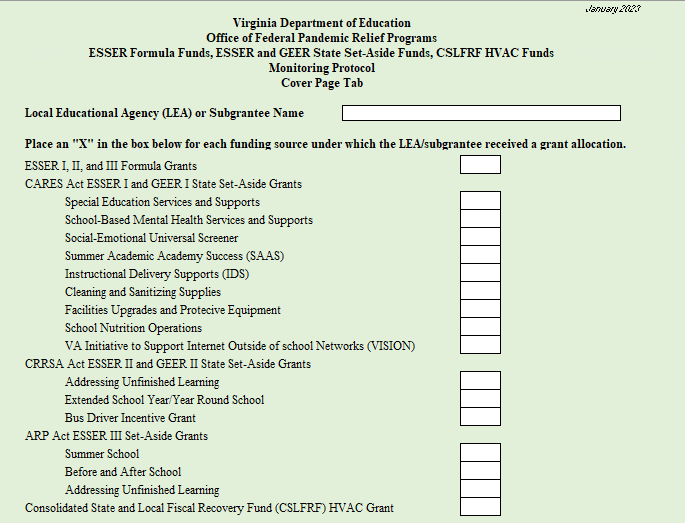 January 2023
Virginia Department of Education
Office of Federal Pandemic Relief Programs
ESSER Formula Funds, ESSER and GEER State Set-Aside Funds, CSLFRF HVAC Funds
Monitoring Protocol
Cover Page Tab
Local Educational Agency (LEA) or Subgrantee Name
Place an "X" in the box below for each funding source under which the LEA/subgrantee received a grant allocation.
ESSER I, II, and III Formula Grants
CARES Act ESSER I and GEER I State Set-Aside Grants
Special Education Services and Supports
School-Based Mental Health Services and Supports
Social-Emotional Universal Screener
Summer Academic Academy Success (SAAS)
Instructional Delivery Supports (IDS)
Cleaning and Sanitizing Supplies
Facilities Upgrades and Protecive Equipment
School Nutrition Operations
VA Initiative to Support Internet Outside of school Networks (VISION)
CRRSA Act ESSER II and GEER II State Set-Aside Grants
Addressing Unfinished Learning
Extended School Year/Year Round School
Bus Driver Incentive Grant
ARP Act ESSER III Set-Aside Grants
Summer School
Before and After School
Addressing Unfinished Learning
Consolidated State and Local Fiscal Recovery Fund (CSLFRF) HVAC Grant